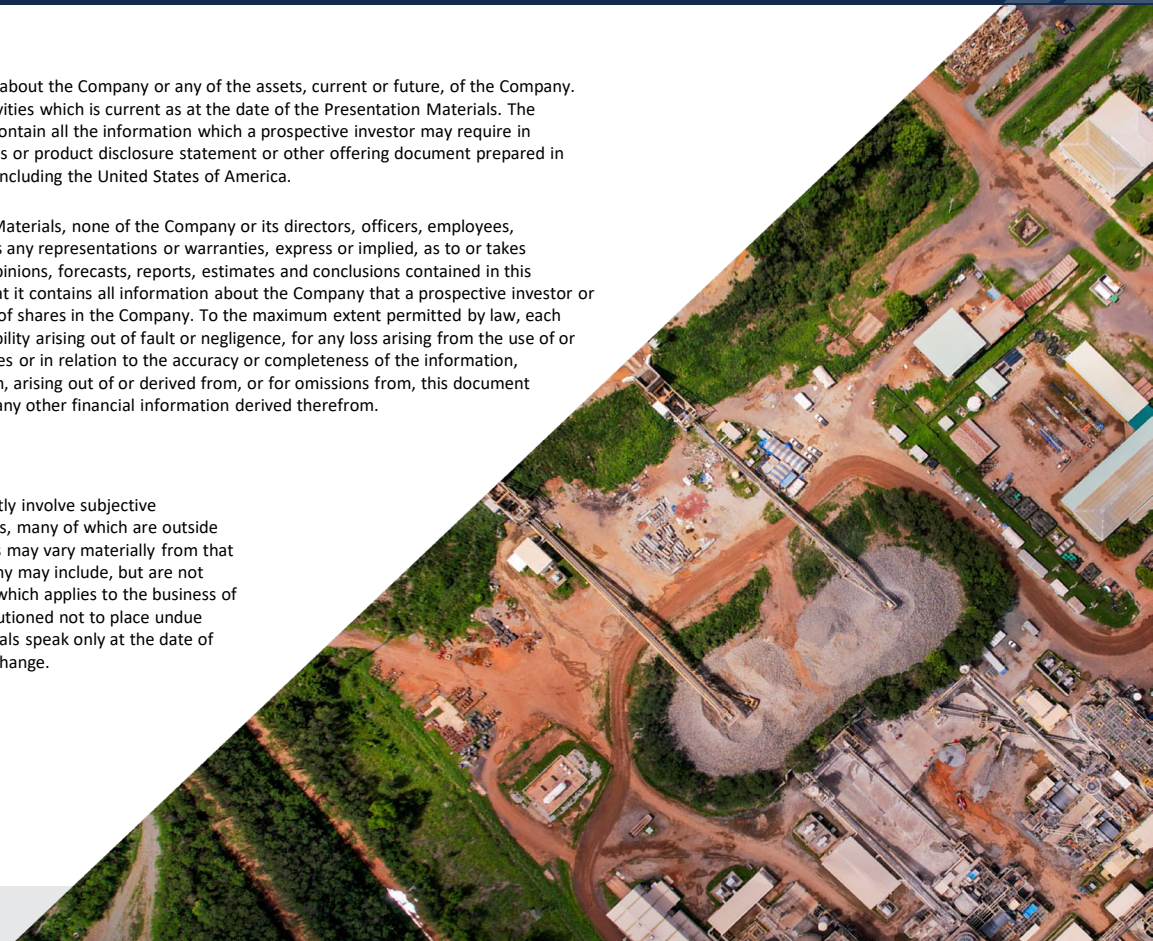 about the Company or any of the assets, current or future, of the Company.
vities which is current as at the date of the Presentation Materials. The
ontain all the information which a prospective investor may require in
s or product disclosure statement or other offering document prepared in
ncluding the United States of America.
Materials, none of the Company or its directors, officers, employees,
s any representations or warranties, express or implied, as to or takes
pinions, forecasts, reports, estimates and conclusions contained in this
at it contains all information about the Company that a prospective investor or
of shares in the Company. To the maximum extent permitted by law, each
bility arising out of fault or negligence, for any loss arising from the use of or
es or in relation to the accuracy or completeness of the information,
n, arising out of or derived from, or for omissions from, this document
any other financial information derived therefrom.
tly involve subjective
s, many of which are outside
s may vary materially from that
ny may include, but are not
which applies to the business of
utioned not to place undue
als speak only at the date of
hange.